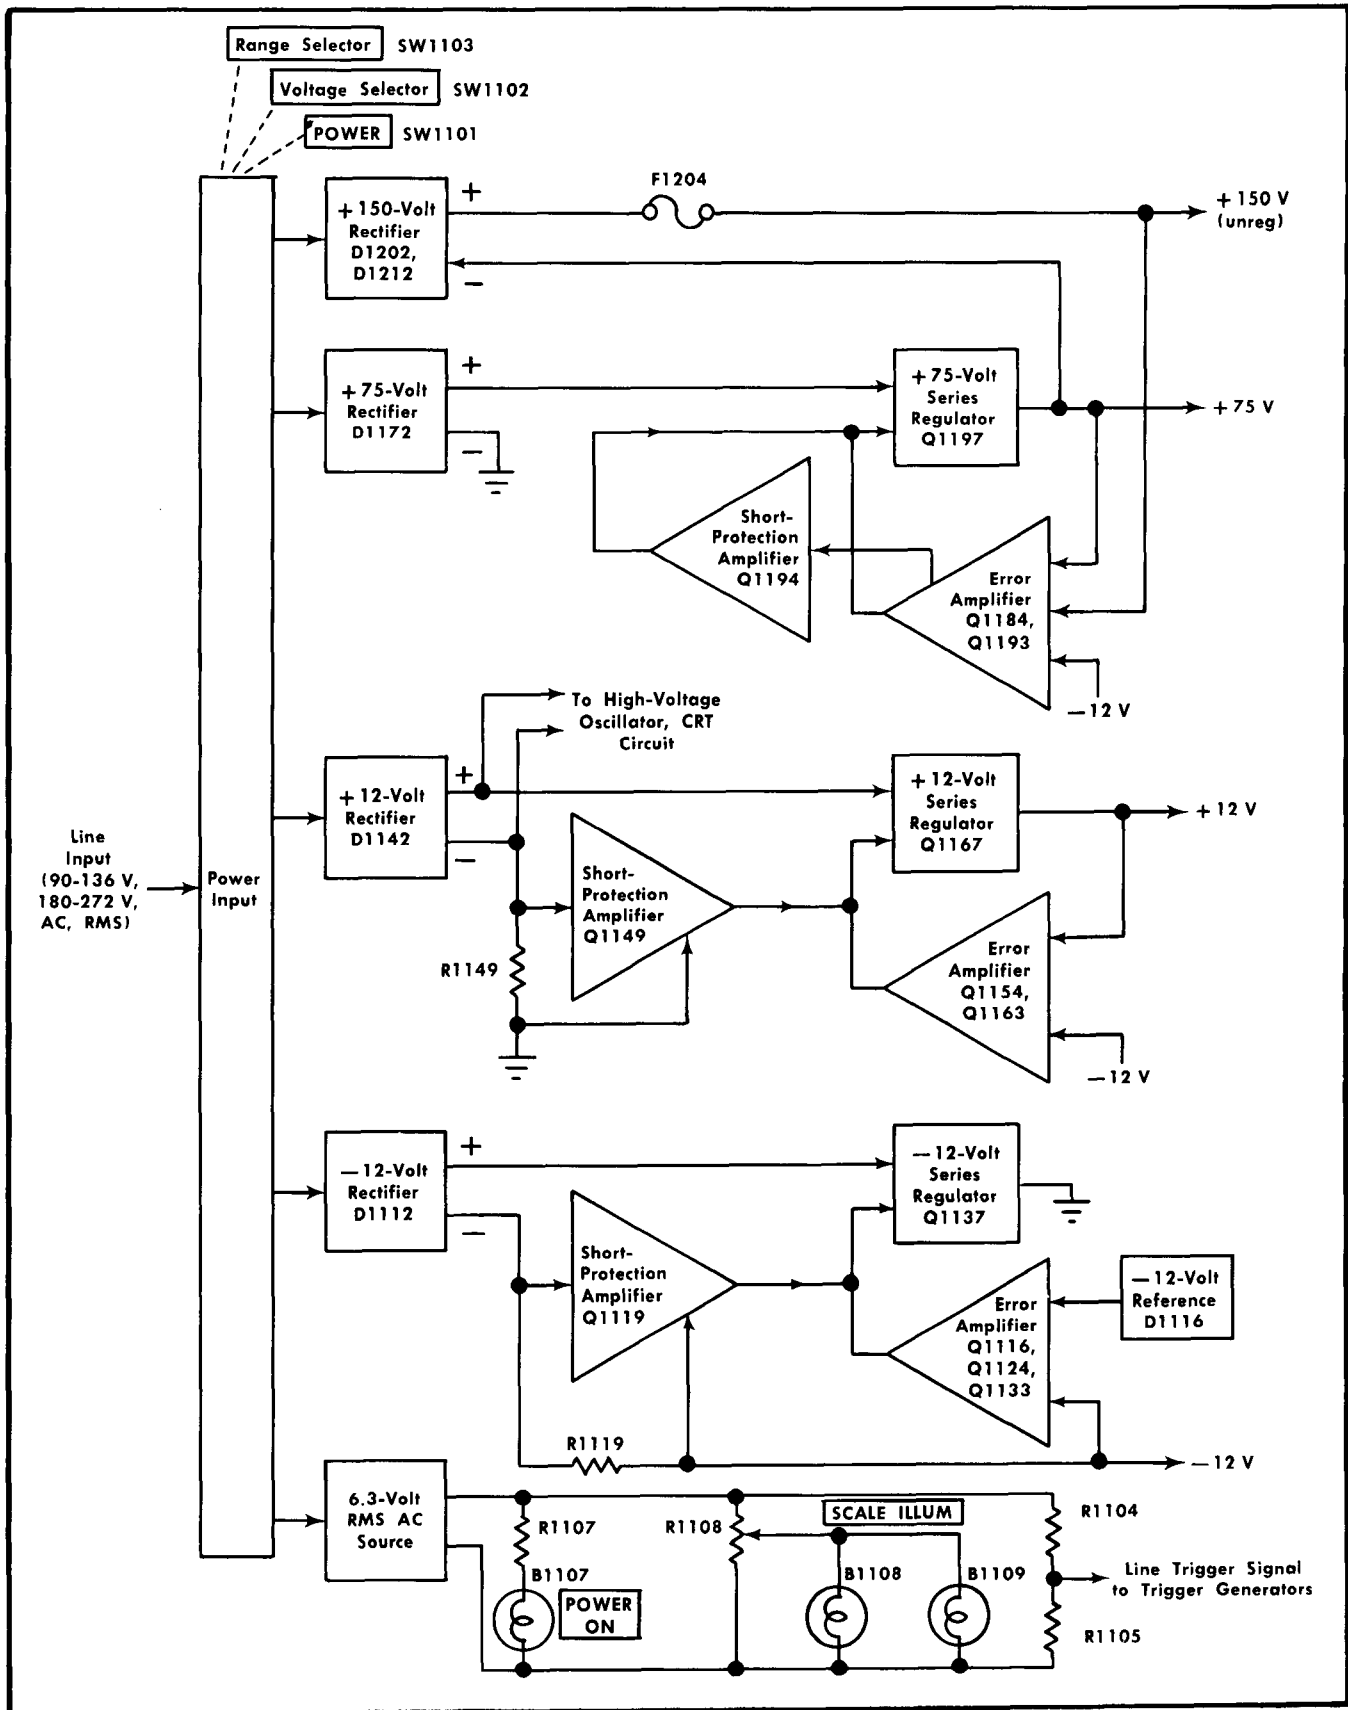 Range Selector SW1103
Voltage Selector SW1102
POWER SW1101
+150-Volt
Rectifier
D1202,
D1212
+
−
F1204
+150 V
(unreg)
+75-Volt
Rectifier
D1172
+
−
+75-Volt
Series
Regulator
Q1197
+75 V
Short-
Protection
Amplifier
Q1194
Error
Amplifier
Q1184,
Q1193
−12 V
To High-Voltage
Oscillator, CRT
Circuit
+12-Volt
Rectifier
D1142
+
−
+12-Volt
Series
Regulator
Q1167
+12 V
Line
Input
(90-136 V,
180-272 V,
AC, RMS)
Power
Input
Short-
Protection
Amplifier
Q1149
R1149
Error
Amplifier
Q1154,
Q1163
−12 V
−12-Volt
Rectifier
D1112
+
−
−12-Volt
Series
Regulator
Q1137
Short-
Protection
Amplifier
Q1119
Error
Amplifier
Q1116,
Q1124,
Q1133
−12-Volt
Reference
D1116
R1119
−12 V
6.3-Volt
RMS AC
Source
R1107
B1107
POWER
ON
R1108
SCALE ILLUM
B1108
B1109
R1104
Line Trigger Signal
to Trigger Generators
R1105